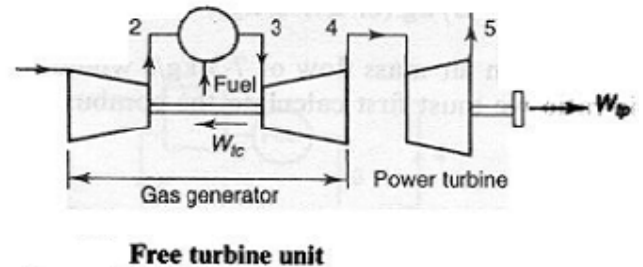 2 3 4 5
Fuel
W_tc
W_tp
Gas generator
Power turbine
Free turbine unit